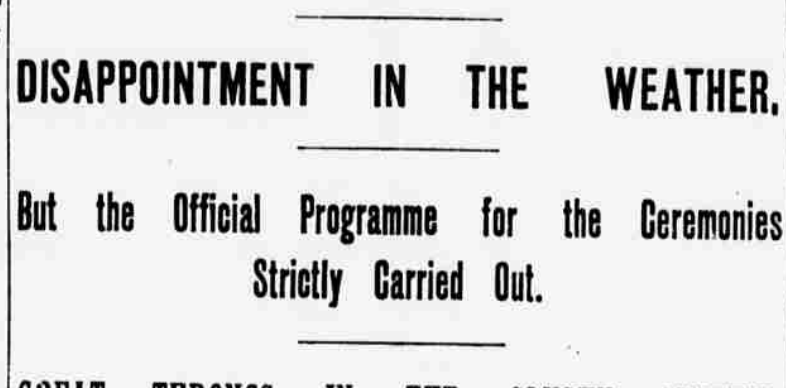 DISAPPOINTMENT IN THE WEATHER.
But the Official Programme for the Ceremonies
Strictly Carried Out.